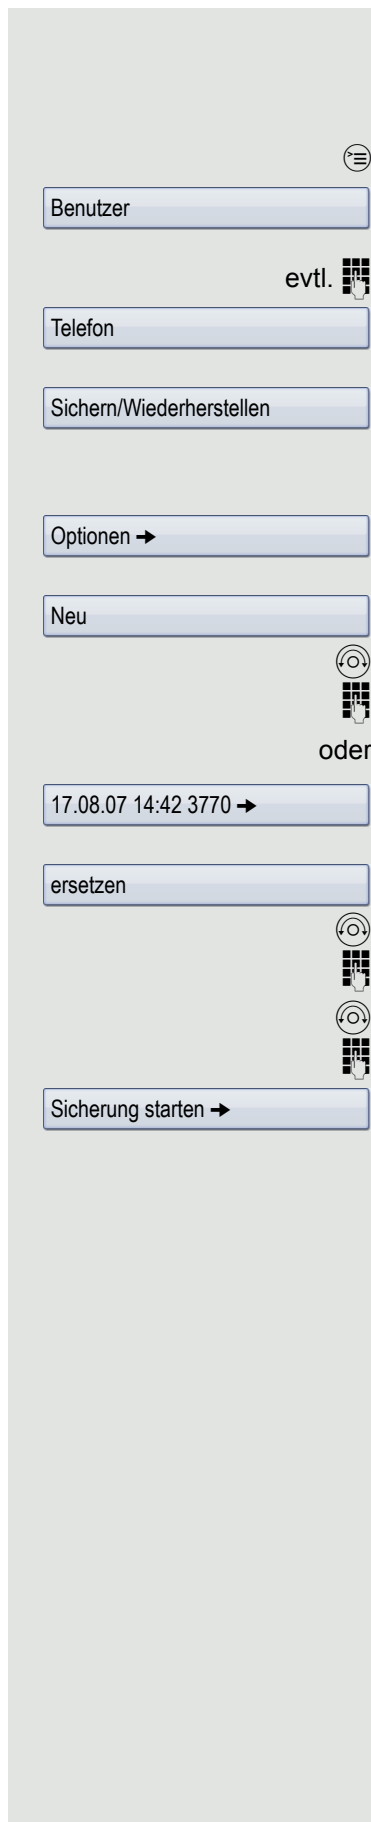 Benutzer
evtl.
Telefon
Sichern/Wiederherstellen
Optionen →
Neu
oder
17.08.07 14:42 3770 →
ersetzen
Sicherung starten →